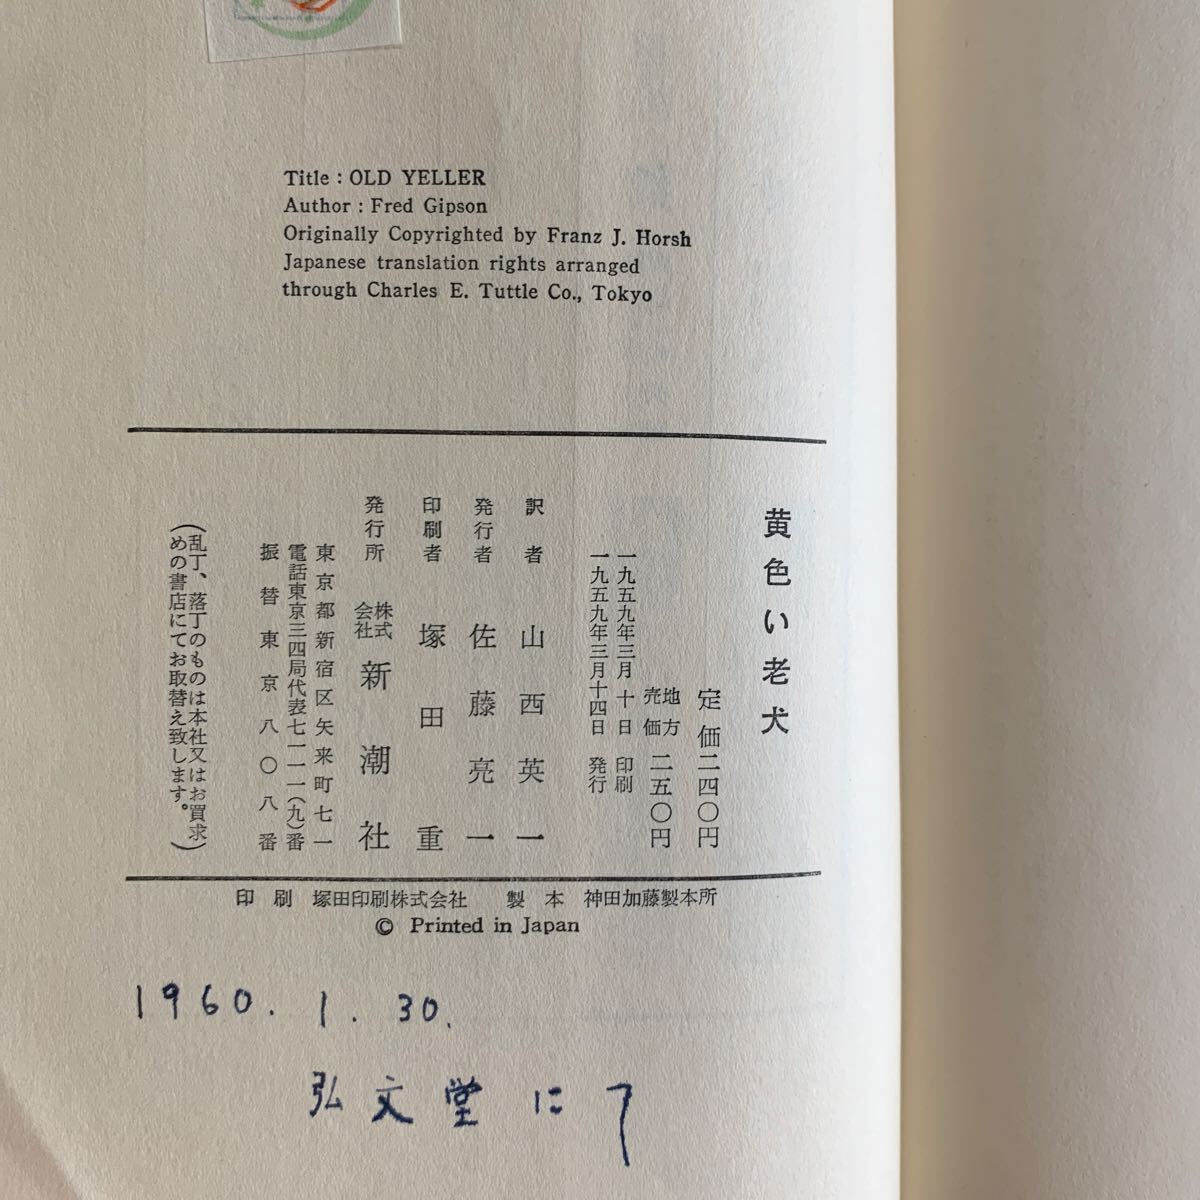 Title : OLD YELLER
Author : Fred Gipson
Originally Copyrighted by Franz J. Horsh
Japanese translation rights arranged
through Charles E. Tuttle Co., Tokyo
黄色い老犬
定価二四〇円
地方売価二五〇円
一九五九年三月十日印刷
一九五九年三月十四日発行
訳者 山西英一
発行者 佐藤亮一
印刷者 塚田重
発行所 株式会社新潮社
東京都新宿区矢来町七一
電話東京三四局代表七一一一(九)番
振替東京八〇八番
(乱丁、落丁のものは本社又はお買求
めの書店にてお取替え致します。)
印刷 塚田印刷株式会社 製本 神田加藤製本所
© Printed in Japan
1960. 1. 30.
弘文堂にて